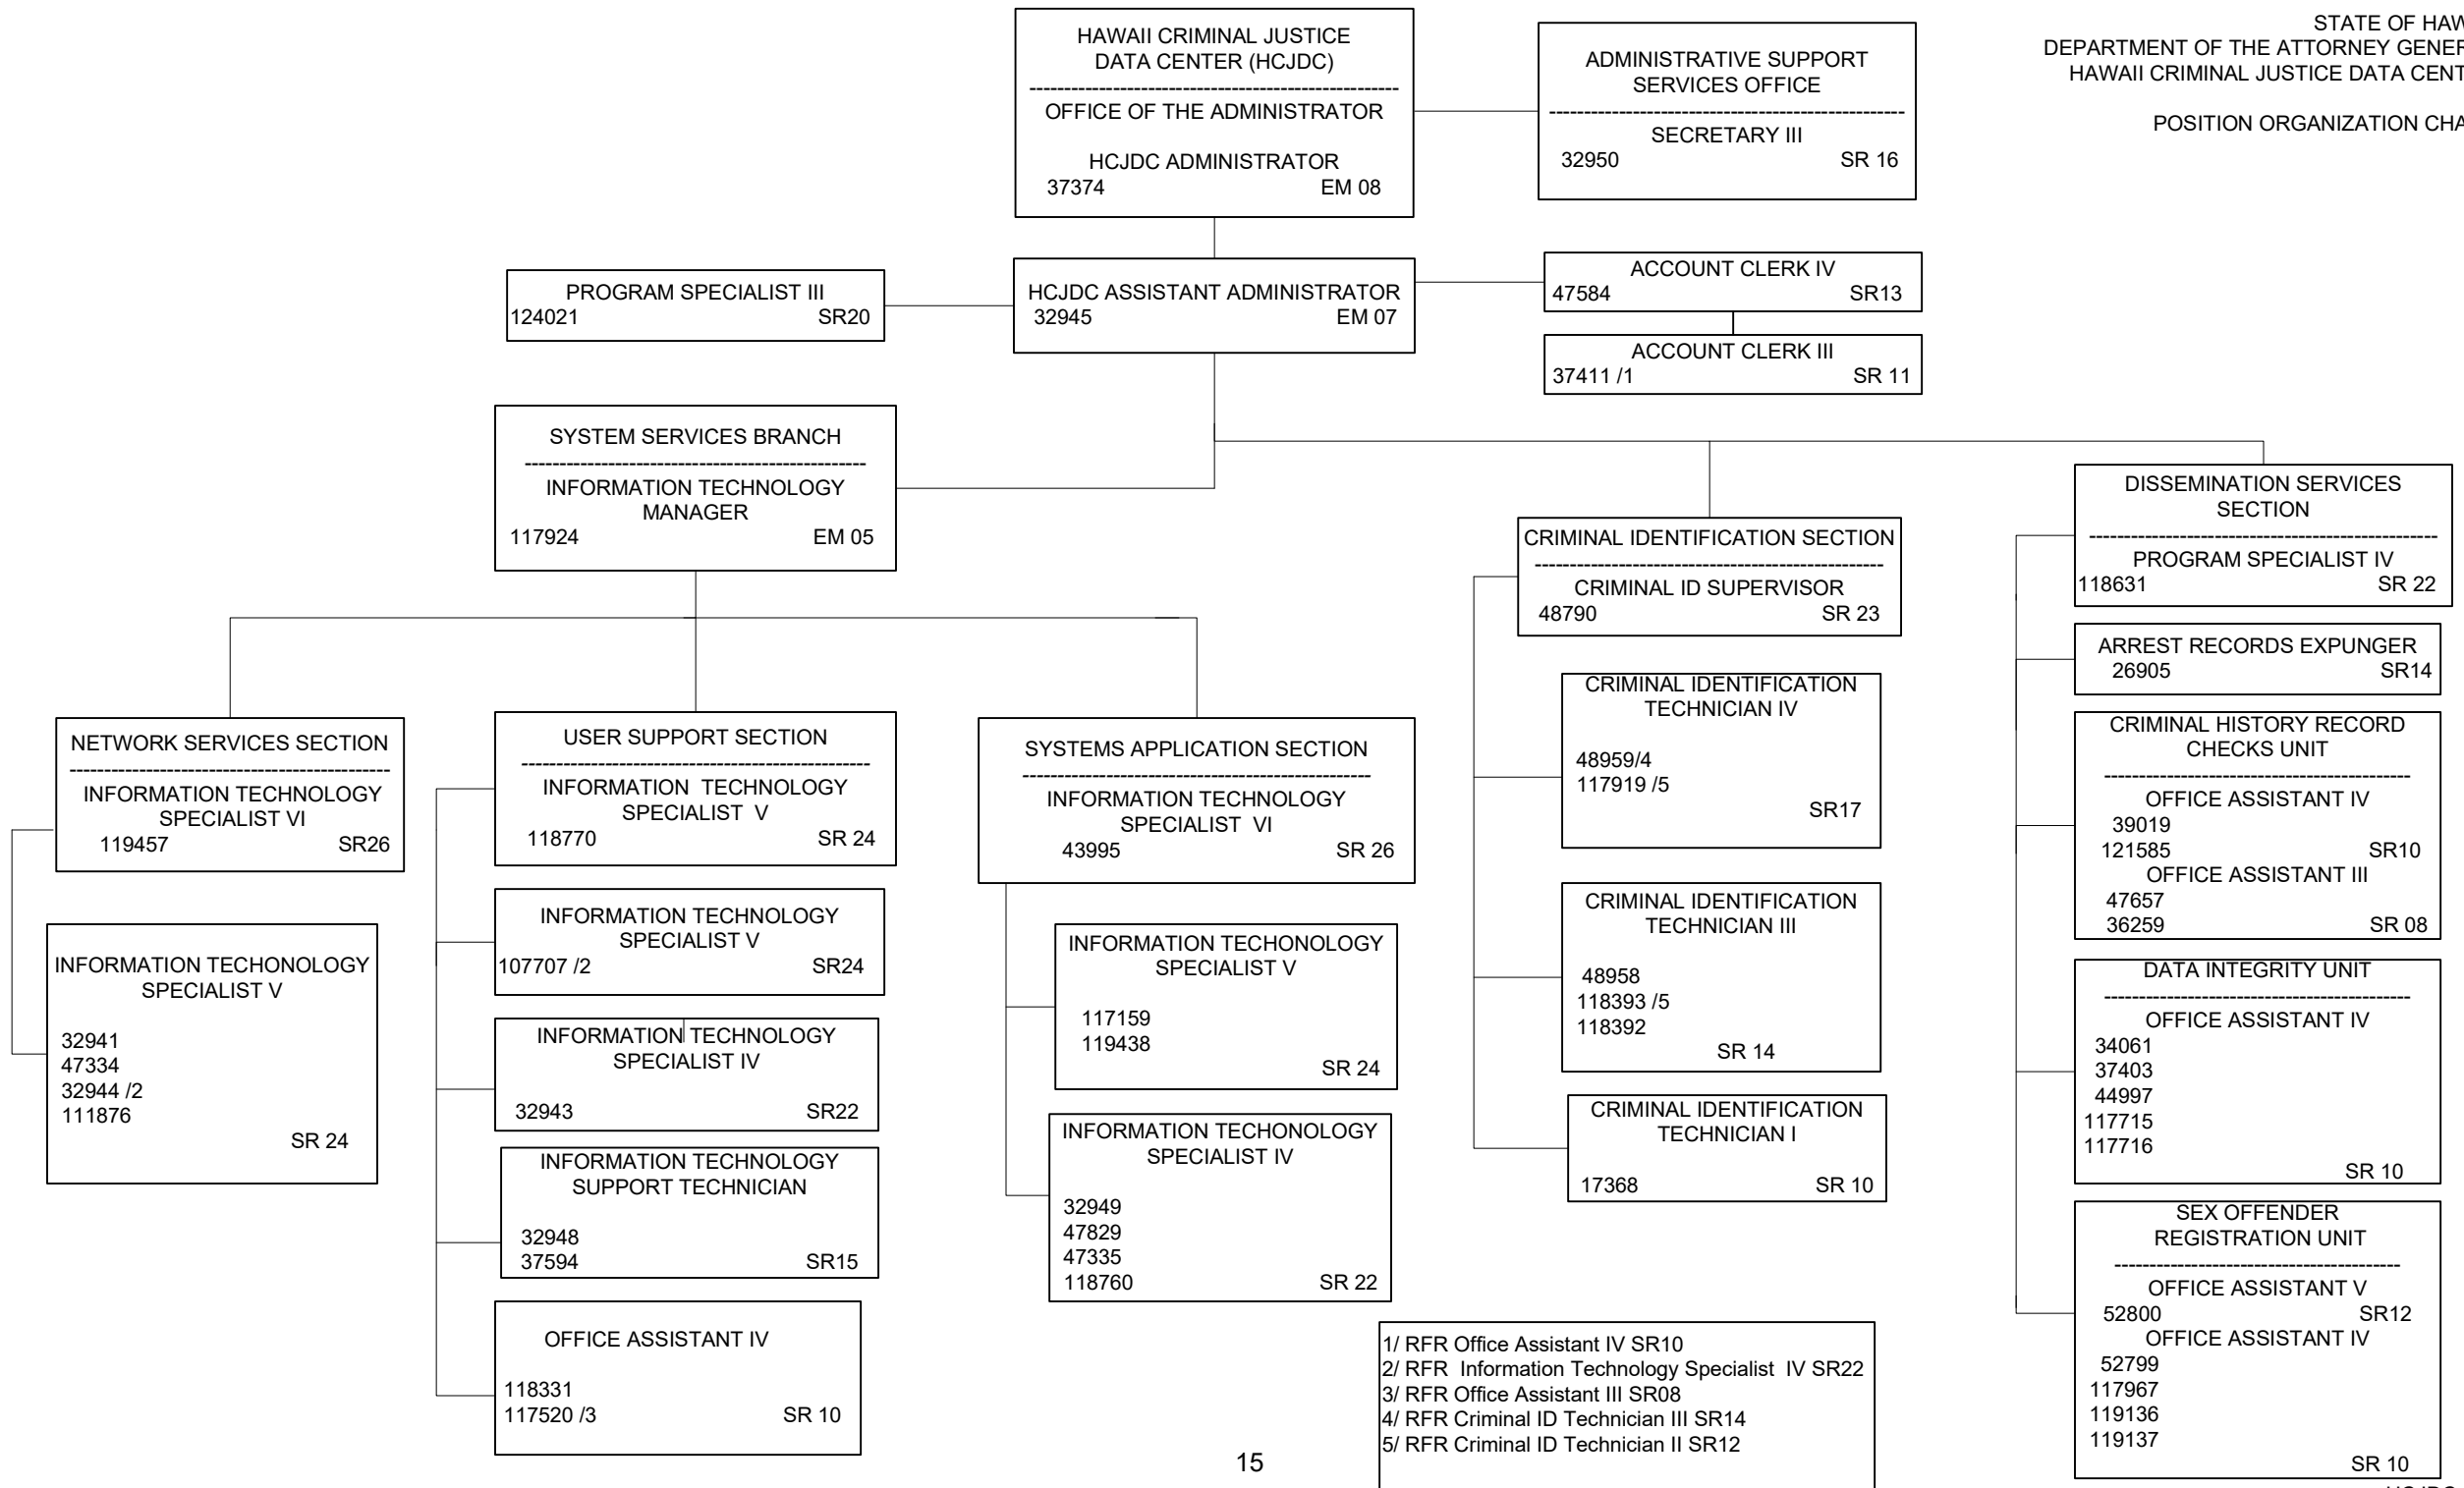 STATE OF HAW
DEPARTMENT OF THE ATTORNEY GENER
HAWAII CRIMINAL JUSTICE DATA CENT
POSITION ORGANIZATION CHA
HAWAII CRIMINAL JUSTICE
DATA CENTER (HCJDC)
OFFICE OF THE ADMINISTRATOR
HCJDC ADMINISTRATOR
37374 EM 08
ADMINISTRATIVE SUPPORT
SERVICES OFFICE
SECRETARY III
32950 SR 16
PROGRAM SPECIALIST III
124021 SR20
HCJDC ASSISTANT ADMINISTRATOR
32945 EM 07
ACCOUNT CLERK IV
47584 SR13
ACCOUNT CLERK III
37411 /1 SR 11
SYSTEM SERVICES BRANCH
INFORMATION TECHNOLOGY
MANAGER
117924 EM 05
NETWORK SERVICES SECTION
INFORMATION TECHNOLOGY
SPECIALIST VI
119457 SR26
INFORMATION TECHONOLOGY
SPECIALIST V
32941
47334
32944 /2
111876
SR 24
USER SUPPORT SECTION
INFORMATION TECHNOLOGY
SPECIALIST V
118770 SR 24
INFORMATION TECHNOLOGY
SPECIALIST V
107707 /2 SR24
INFORMATION TECHNOLOGY
SPECIALIST IV
32943 SR22
INFORMATION TECHNOLOGY
SUPPORT TECHNICIAN
32948
37594 SR15
OFFICE ASSISTANT IV
118331
117520 /3 SR 10
SYSTEMS APPLICATION SECTION
INFORMATION TECHNOLOGY
SPECIALIST VI
43995 SR 26
INFORMATION TECHONOLOGY
SPECIALIST V
117159
119438
SR 24
INFORMATION TECHONOLOGY
SPECIALIST IV
32949
47829
47335
118760 SR 22
CRIMINAL IDENTIFICATION SECTION
CRIMINAL ID SUPERVISOR
48790 SR 23
CRIMINAL IDENTIFICATION
TECHNICIAN IV
48959/4
117919 /5
SR17
CRIMINAL IDENTIFICATION
TECHNICIAN III
48958
118393 /5
118392
SR 14
CRIMINAL IDENTIFICATION
TECHNICIAN I
17368 SR 10
DISSEMINATION SERVICES
SECTION
PROGRAM SPECIALIST IV
118631 SR 22
ARREST RECORDS EXPUNGER
26905 SR14
CRIMINAL HISTORY RECORD
CHECKS UNIT
OFFICE ASSISTANT IV
39019
121585 SR10
OFFICE ASSISTANT III
47657
36259 SR 08
DATA INTEGRITY UNIT
OFFICE ASSISTANT IV
34061
37403
44997
117715
117716
SR 10
SEX OFFENDER
REGISTRATION UNIT
OFFICE ASSISTANT V
52800 SR12
OFFICE ASSISTANT IV
52799
117967
119136
119137
SR 10
1/ RFR Office Assistant IV SR10
2/ RFR Information Technology Specialist IV SR22
3/ RFR Office Assistant III SR08
4/ RFR Criminal ID Technician III SR14
5/ RFR Criminal ID Technician II SR12
15